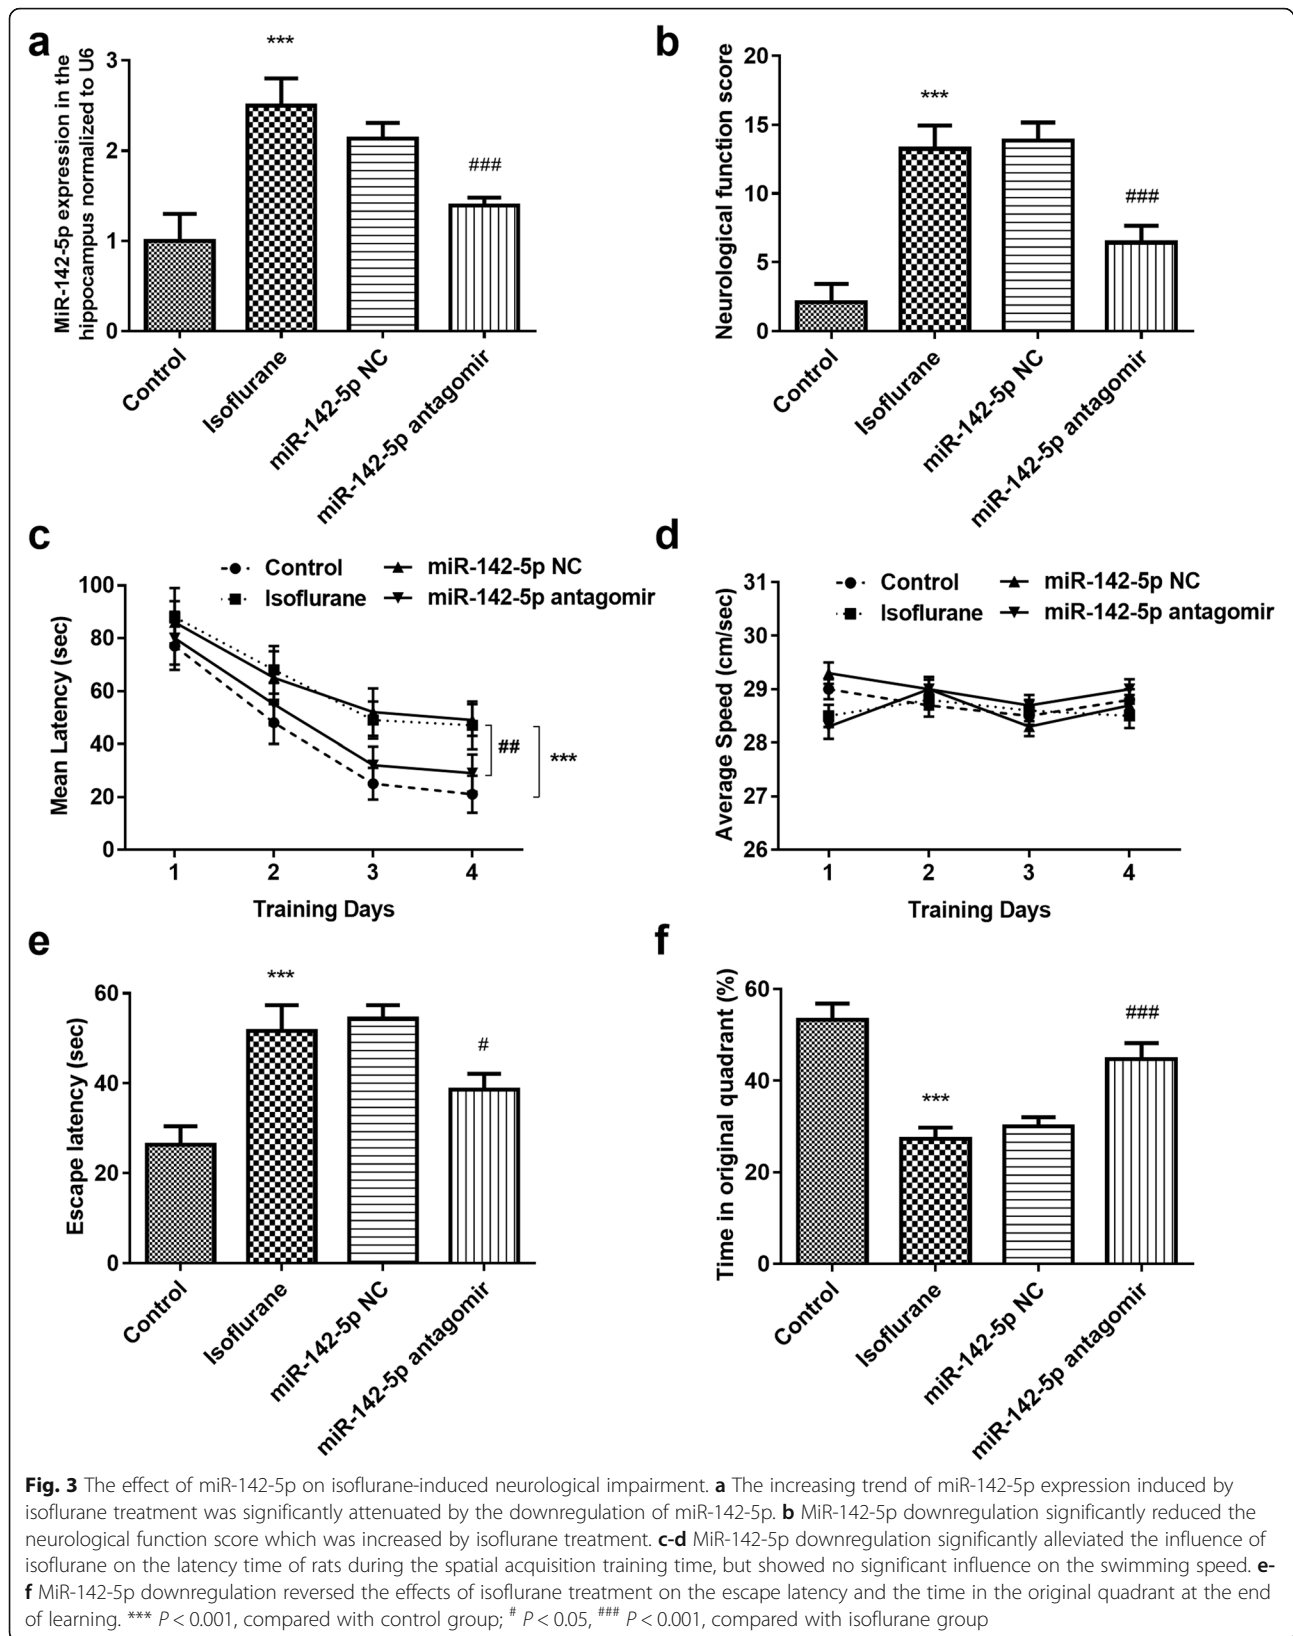 a
MiR-142-5p expression in the
hippocampus normalized to U6
3
2
1
0
***
###
Control
Isoflurane
miR-142-5p NC
miR-142-5p antagomir
b
Neurological function score
20
15
10
5
0
***
###
Control
Isoflurane
miR-142-5p NC
miR-142-5p antagomir
c
Control
Isoflurane
miR-142-5p NC
miR-142-5p antagomir
Mean Latency (sec)
100
80
60
40
20
0
##
***
1 2 3 4
Training Days
d
Control
Isoflurane
miR-142-5p NC
miR-142-5p antagomir
Average Speed (cm/sec)
31
30
29
28
27
26
1 2 3 4
Training Days
e
Escape latency (sec)
60
40
20
0
***
#
Control
Isoflurane
miR-142-5p NC
miR-142-5p antagomir
f
Time in original quadrant (%)
60
40
20
0
***
###
Control
Isoflurane
miR-142-5p NC
miR-142-5p antagomir
Fig. 3 The effect of miR-142-5p on isoflurane-induced neurological impairment. a The increasing trend of miR-142-5p expression induced by
isoflurane treatment was significantly attenuated by the downregulation of miR-142-5p. b MiR-142-5p downregulation significantly reduced the
neurological function score which was increased by isoflurane treatment. c-d MiR-142-5p downregulation significantly alleviated the influence of
isoflurane on the latency time of rats during the spatial acquisition training time, but showed no significant influence on the swimming speed. e-
f MiR-142-5p downregulation reversed the effects of isoflurane treatment on the escape latency and the time in the original quadrant at the end
of learning. *** P < 0.001, compared with control group; # P < 0.05, ### P < 0.001, compared with isoflurane group